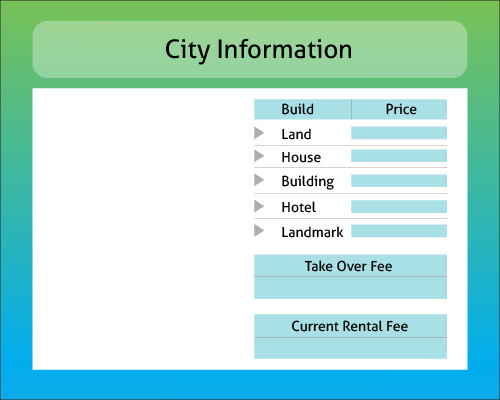 City Information
Build Price
Land
House
Building
Hotel
Landmark
Take Over Fee
Current Rental Fee